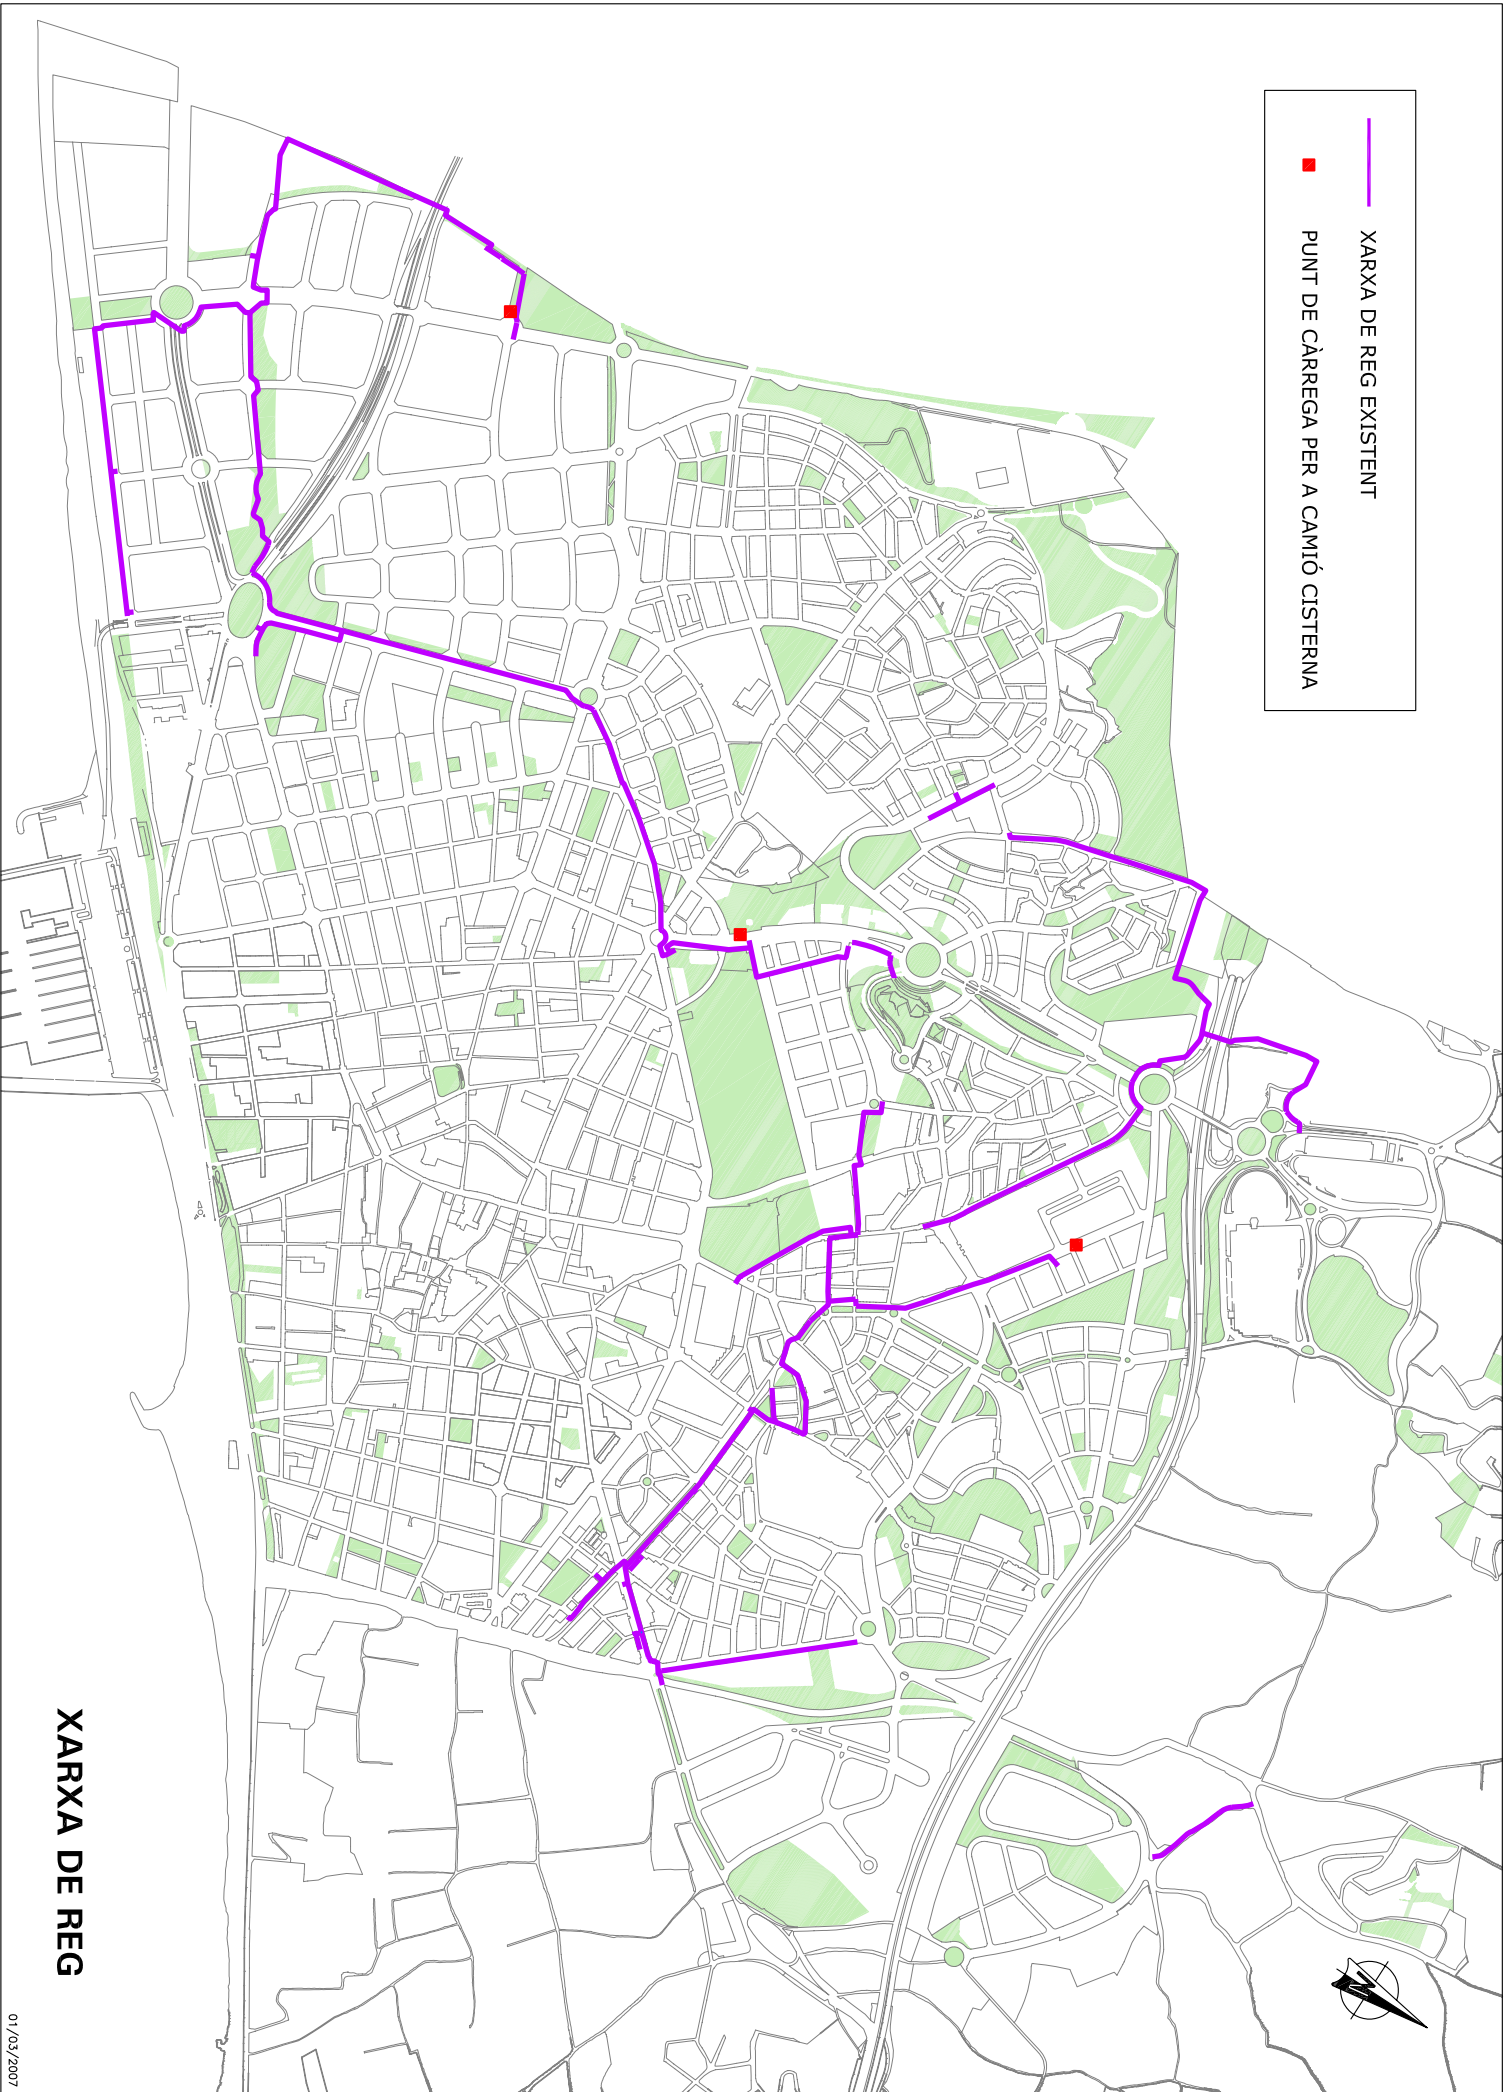 XARXA DE REG EXISTENT
PUNT DE CÀRREGA PER A CAMIÓ CISTERNA
N
XARXA DE REG
01/03/2007